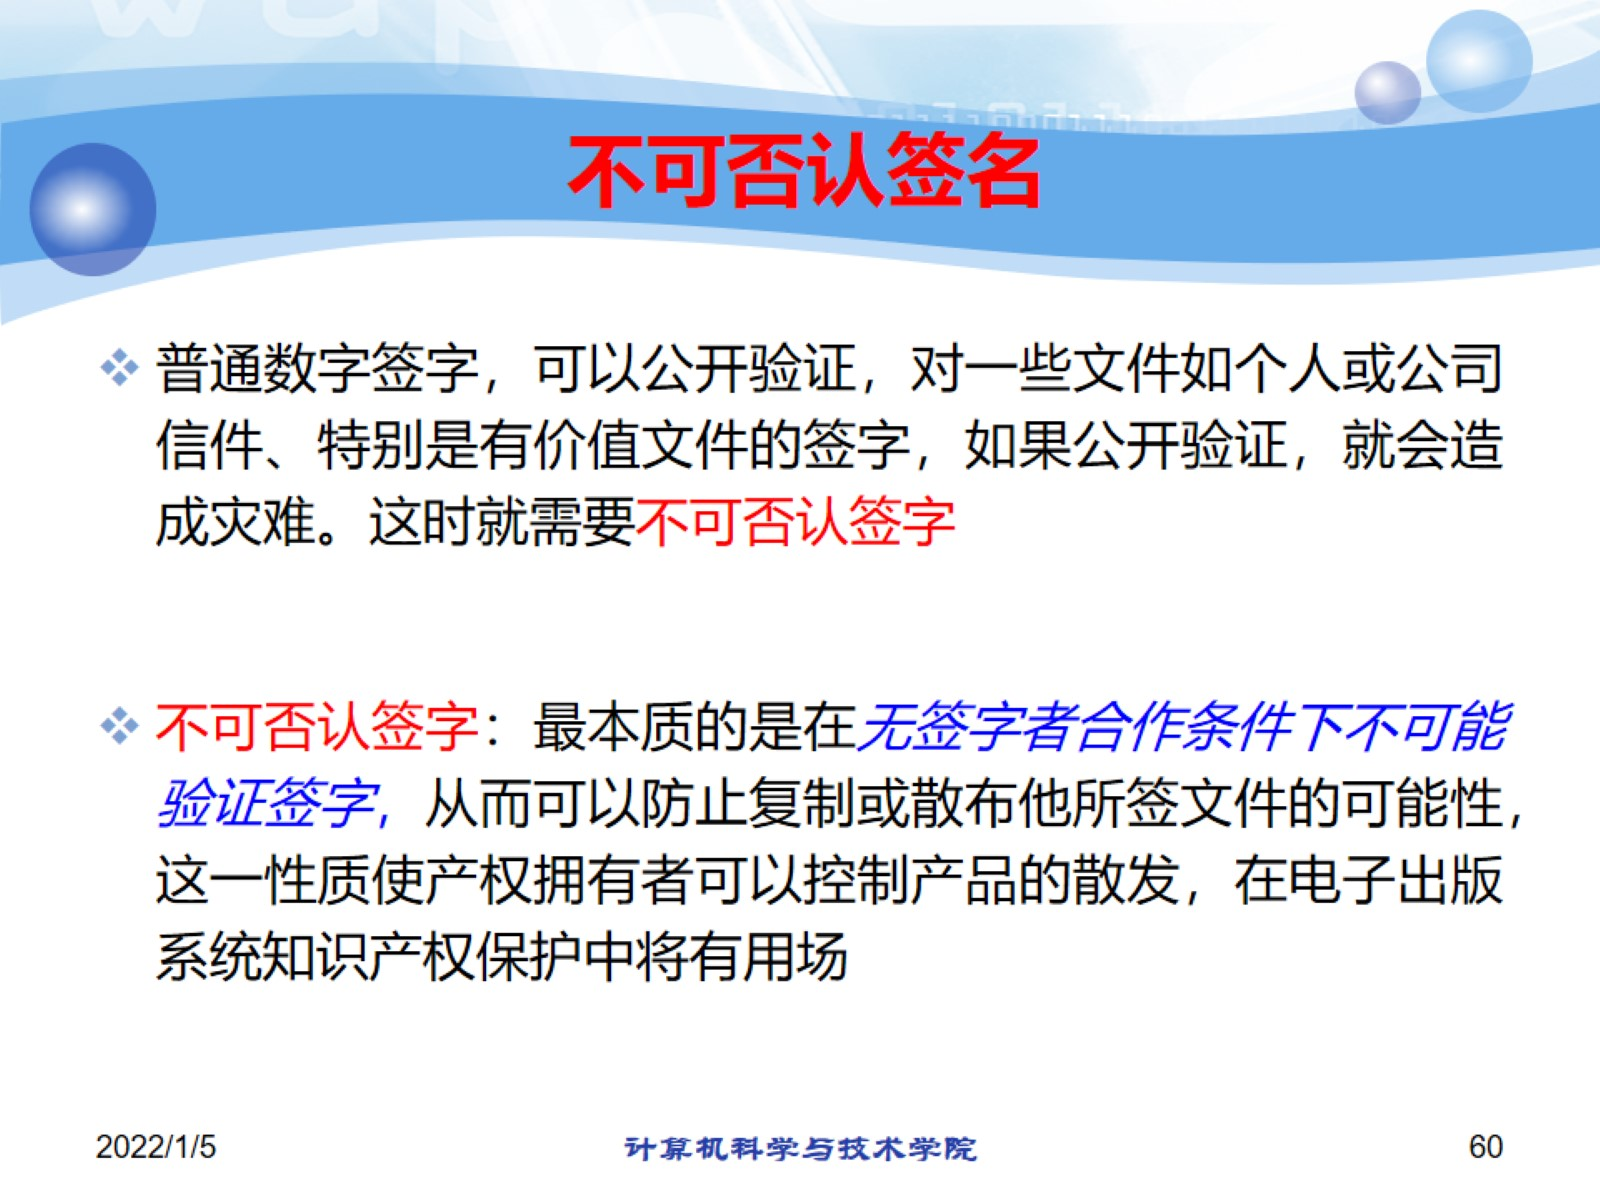 不可否认签名
普通数字签字，可以公开验证，对一些文件如个人或公司
信件、特别是有价值文件的签字，如果公开验证，就会造
成灾难。这时就需要不可否认签字
不可否认签字：最本质的是在无签字者合作条件下不可能
验证签字，从而可以防止复制或散布他所签文件的可能性，
这一性质使产权拥有者可以控制产品的散发，在电子出版
系统知识产权保护中将有用场
2022/1/5
计算机科学与技术学院
60